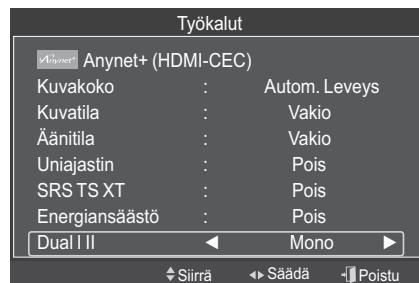 Työkalut
Anynet+ Anynet+ (HDMI-CEC)
Kuvakoko : Autom. Leveys
Kuvatila : Vakio
Äänitila : Vakio
Uniajastin : Pois
SRS TS XT : Pois
Energiansäästö : Pois
Dual I II ◄ Mono ►
Siirrä Säädä Poistu